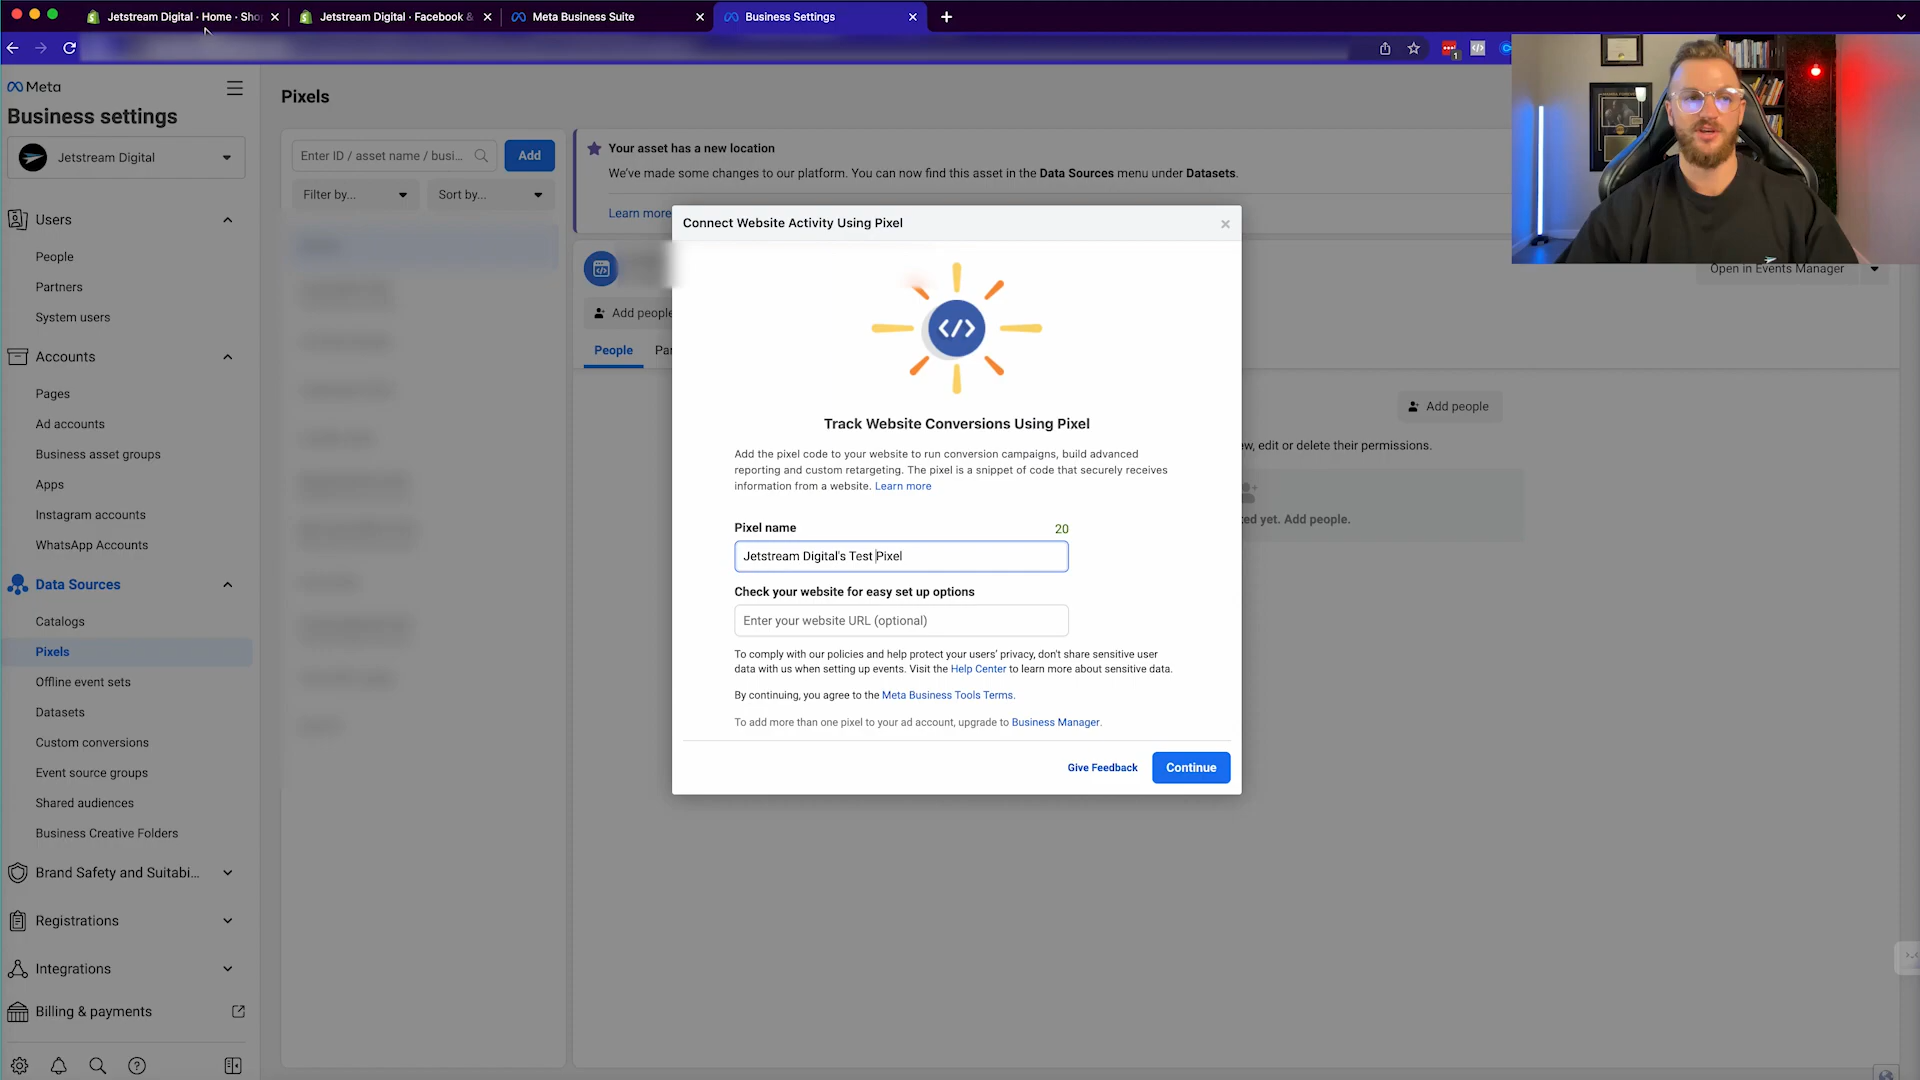 Jetstream Digital · Home · Sho
Jetstream Digital · Facebook &
Meta Business Suite
Business Settings
Meta
Business settings
Jetstream Digital
Users
People
Partners
System users
Accounts
Pages
Ad accounts
Business asset groups
Apps
Instagram accounts
WhatsApp Accounts
Data Sources
Catalogs
Pixels
Offline event sets
Datasets
Custom conversions
Event source groups
Shared audiences
Business Creative Folders
Brand Safety and Suitabi...
Registrations
Integrations
Billing & payments
Pixels
Enter ID / asset name / busi...
Add
Filter by...
Sort by...
Your asset has a new location
We've made some changes to our platform. You can now find this asset in the Data Sources menu under Datasets.
Learn more
Open in Events Manager
Add people
People
Par
Add people
ew, edit or delete their permissions.
ted yet. Add people.
Connect Website Activity Using Pixel
Track Website Conversions Using Pixel
Add the pixel code to your website to run conversion campaigns, build advanced
reporting and custom retargeting. The pixel is a snippet of code that securely receives
information from a website. Learn more
Pixel name
20
Jetstream Digital's Test Pixel
Check your website for easy set up options
Enter your website URL (optional)
To comply with our policies and help protect your users' privacy, don't share sensitive user
data with us when setting up events. Visit the Help Center to learn more about sensitive data.
By continuing, you agree to the Meta Business Tools Terms.
To add more than one pixel to your ad account, upgrade to Business Manager.
Give Feedback
Continue